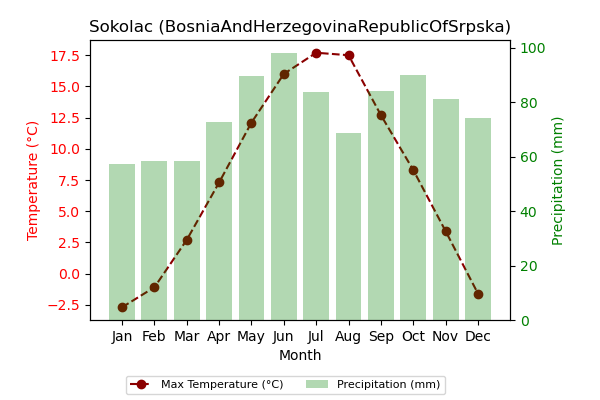 Sokolac (BosniaAndHerzegovinaRepublicOfSrpska)
17.5
15.0
12.5
10.0
7.5
5.0
2.5
0.0
−2.5
Temperature (°C)
100
80
60
40
20
0
Precipitation (mm)
Jan Feb Mar Apr May Jun Jul Aug Sep Oct Nov Dec
Month
Max Temperature (°C) Precipitation (mm)